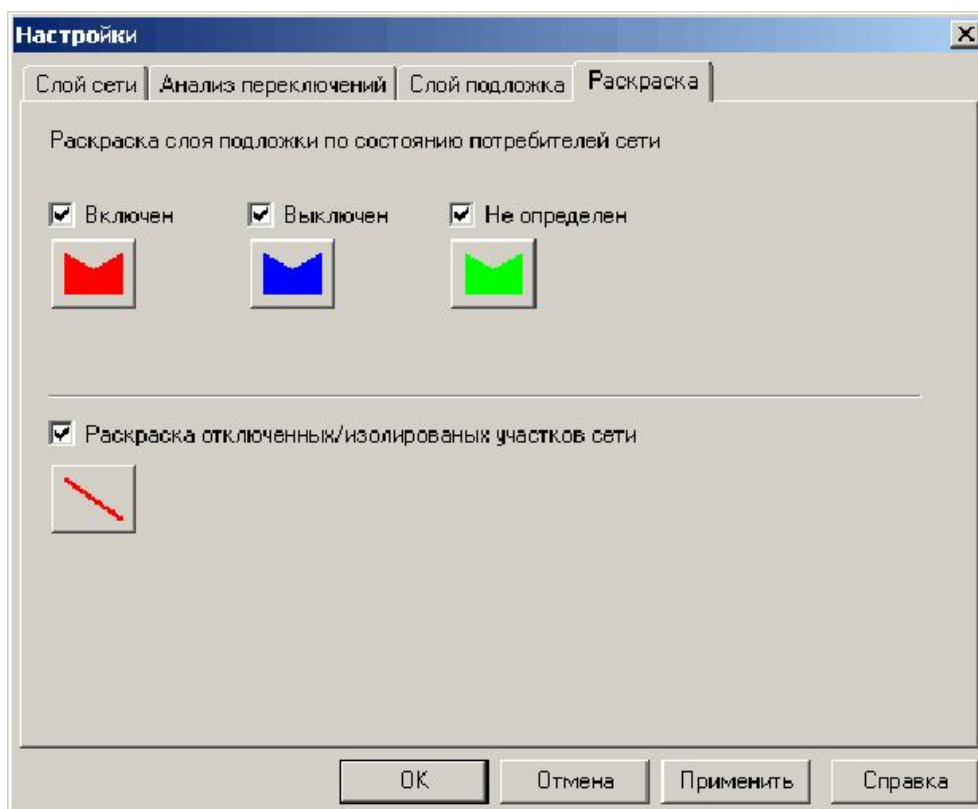 Настройки
Слой сети Анализ переключений Слой подложка Раскраска
Раскраска слоя подложки по состоянию потребителей сети
Включен Выключен Не определен
Раскраска отключенных/изолированых участков сети
OK Отмена Применить Справка